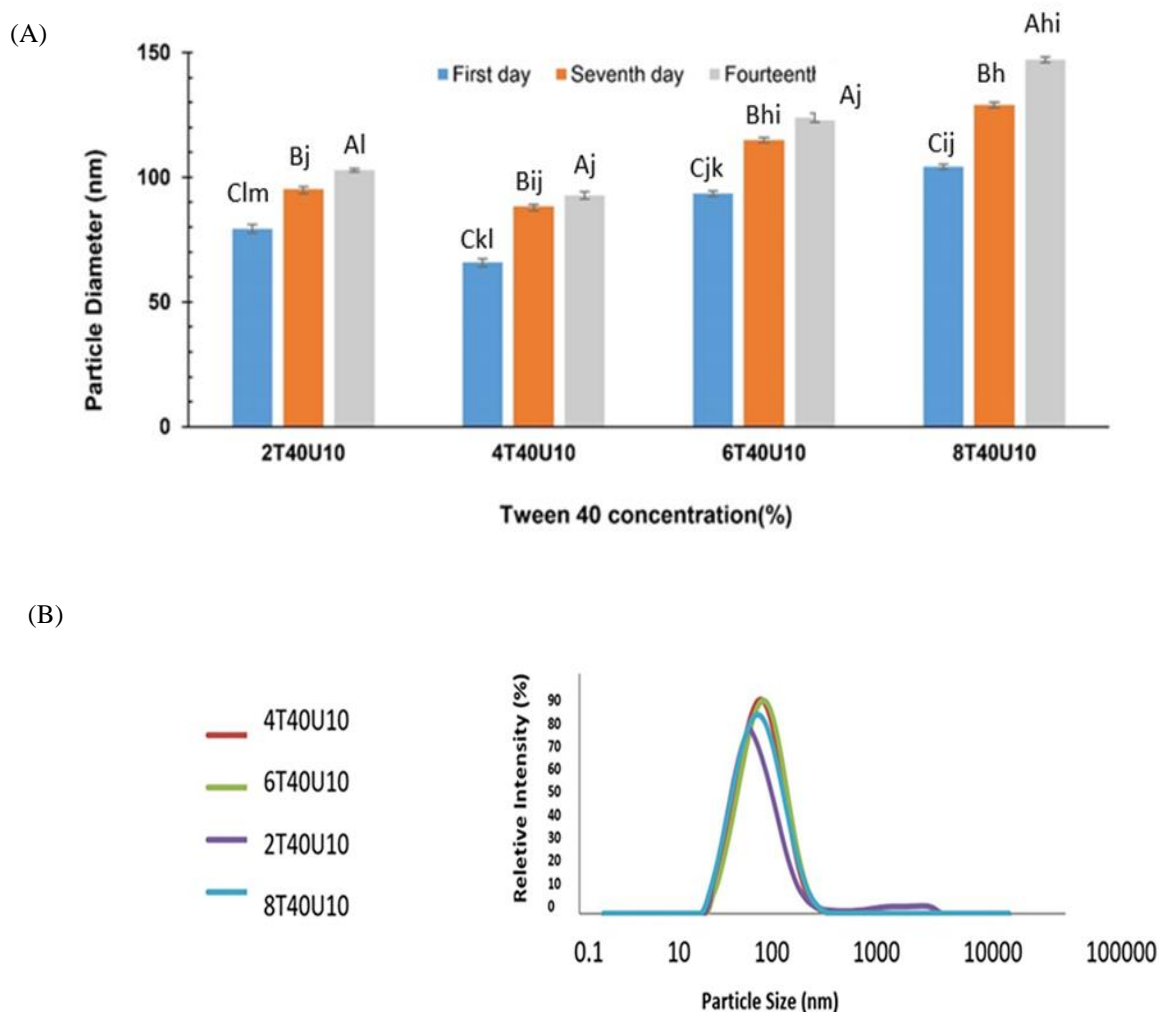 (A)
Ahi
150
First day Seventh day Fourteenth
Bh
Bhi
Aj
Bj
Al
Cij
Clm
Bij
Aj
Cjk
100
Ckl
50
0
Particle Diameter (nm)
2T40U10 4T40U10 6T40U10 8T40U10
Tween 40 concentration(%)
(B)
4T40U10
6T40U10
2T40U10
8T40U10
Reletive Intensity (%)
90
80
70
60
50
40
30
20
10
0
0.1 10 100 1000 10000 100000
Particle Size (nm)